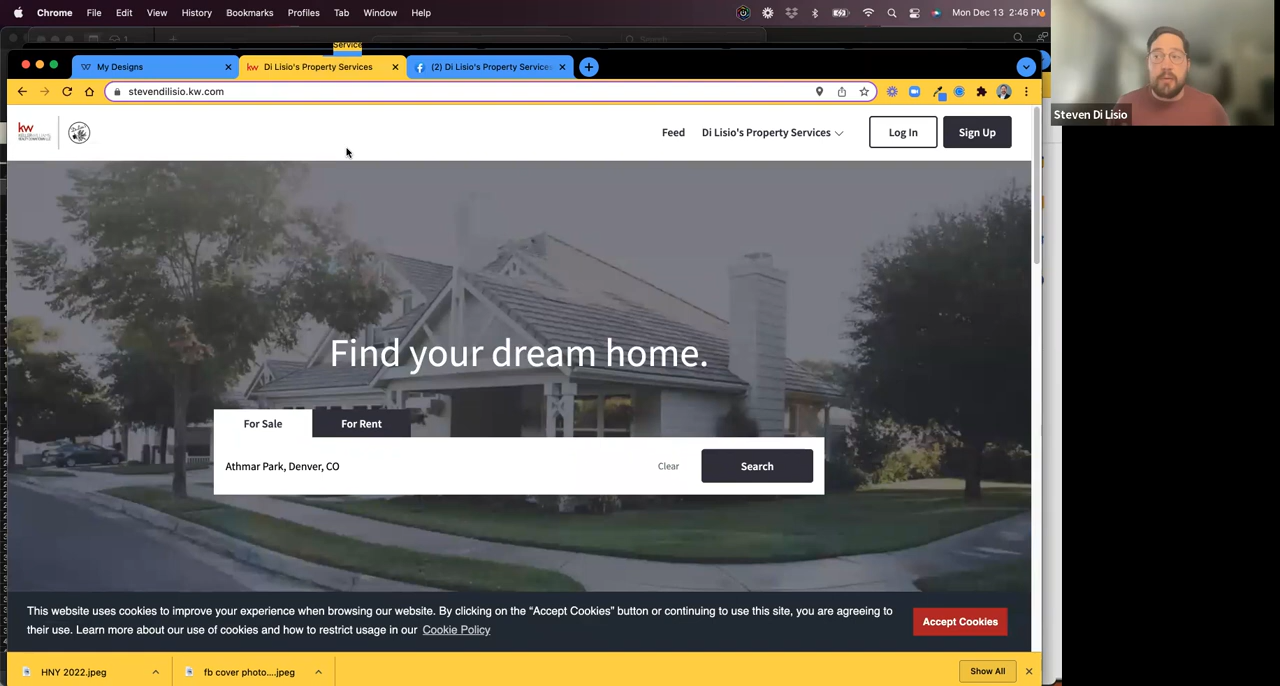 Chrome File Edit View History Bookmarks Profiles Tab Window Help
Mon Dec 13 2:46 PM
Search
Service
My Designs
kw Di Lisio's Property Services
(2) Di Lisio's Property Services
stevendilisio.kw.com
Steven Di Lisio
kw
Feed
Di Lisio's Property Services
Log In
Sign Up
Find your dream home.
For Sale
For Rent
Athmar Park, Denver, CO
Clear
Search
This website uses cookies to improve your experience when browsing our website. By clicking on the “Accept Cookies” button or continuing to use this site, you are agreeing to
their use. Learn more about our use of cookies and how to restrict usage in our Cookie Policy
Accept Cookies
HNY 2022.jpeg
fb cover photo....jpeg
Show All